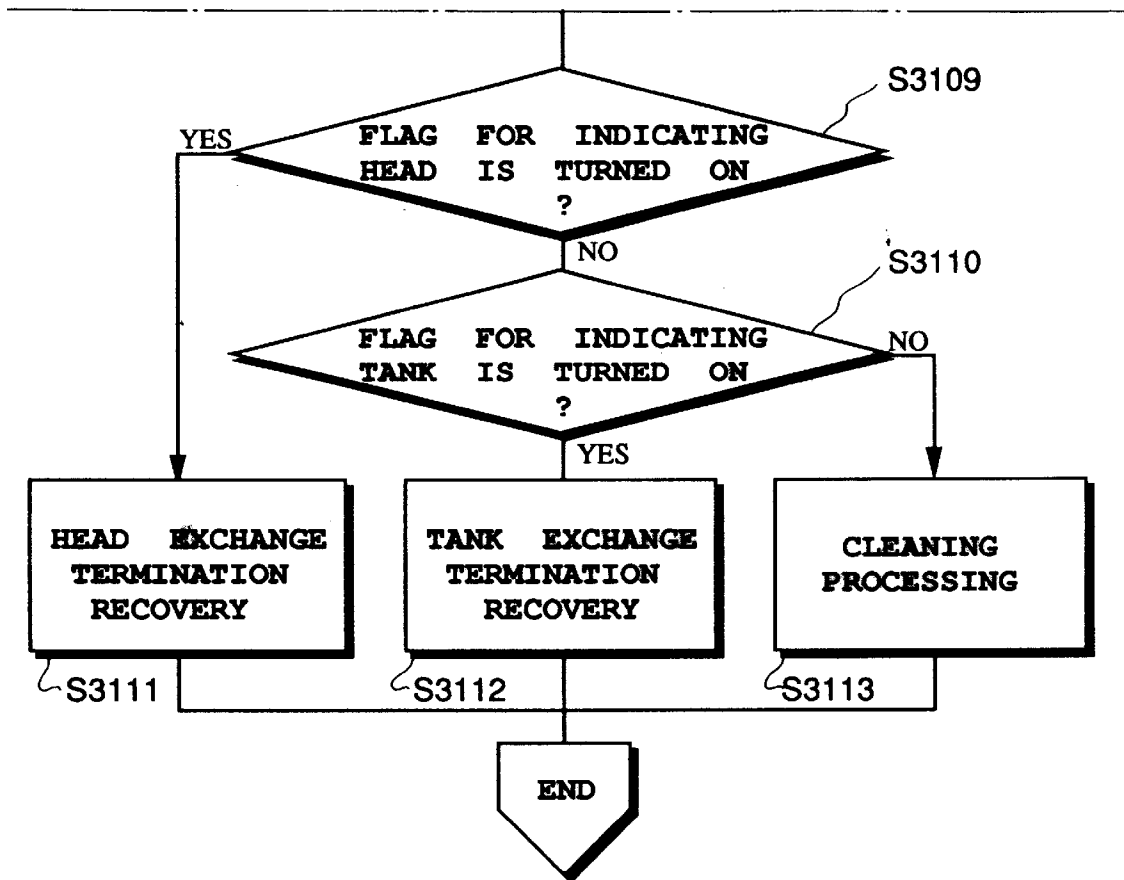 S3109
YES
FLAG FOR INDICATING
HEAD IS TURNED ON
?
NO
S3110
FLAG FOR INDICATING
TANK IS TURNED ON
?
NO
YES
HEAD EXCHANGE
TERMINATION
RECOVERY
TANK EXCHANGE
TERMINATION
RECOVERY
CLEANING
PROCESSING
S3111
S3112
S3113
END